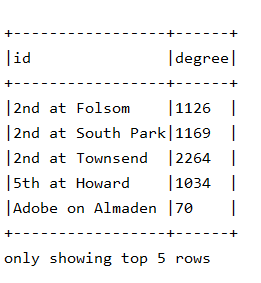 +-----------------+------+
|id               |degree|
+-----------------+------+
|2nd at Folsom    |1126  |
|2nd at South Park|1169  |
|2nd at Townsend  |2264  |
|5th at Howard    |1034  |
|Adobe on Almaden |70    |
+-----------------+------+
only showing top 5 rows